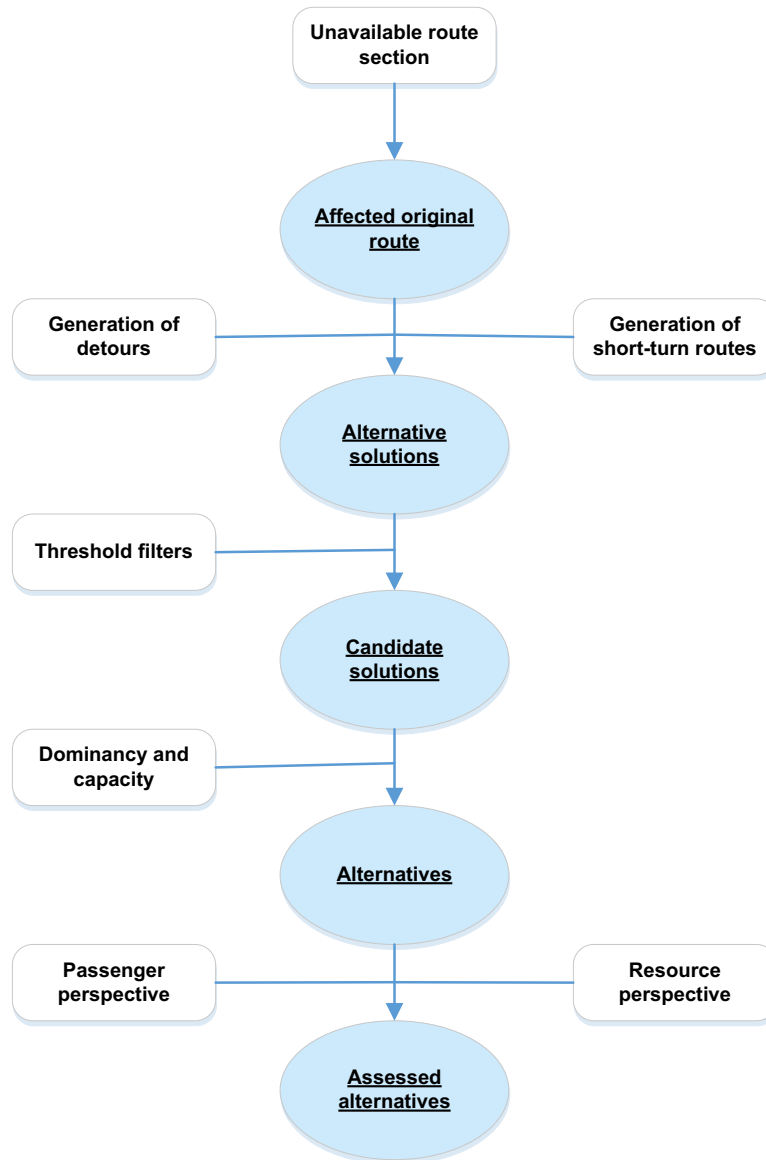 Unavailable route
section
Affected original
route
Generation of
detours
Generation of
short-turn routes
Alternative
solutions
Threshold filters
Candidate
solutions
Dominancy and
capacity
Alternatives
Passenger
perspective
Resource
perspective
Assessed
alternatives